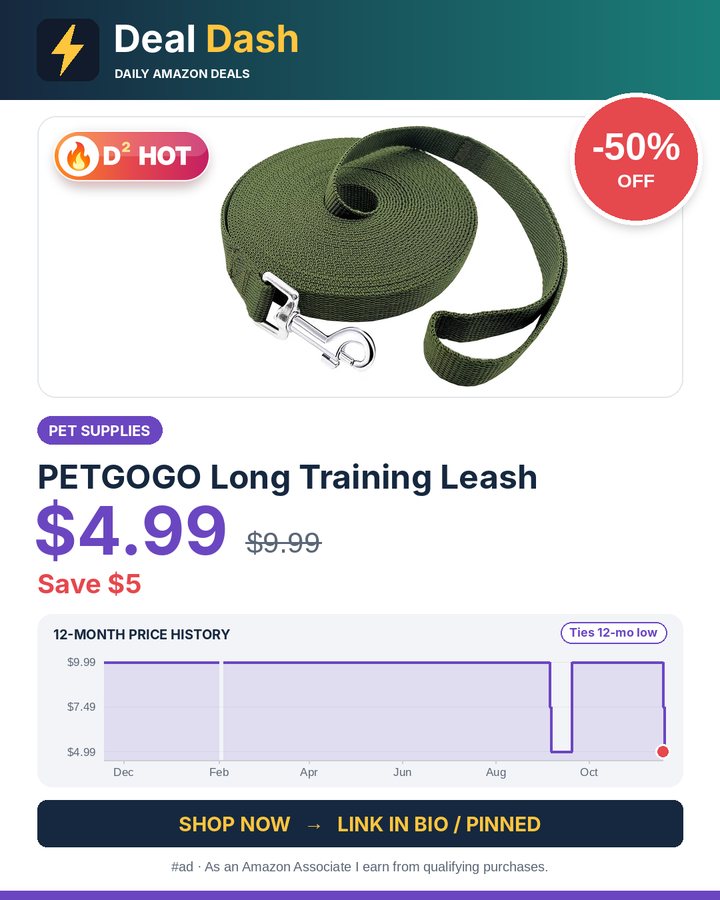 Deal Dash
DAILY AMAZON DEALS
D² HOT
-50%
OFF
PET SUPPLIES
PETGOGO Long Training Leash
$4.99 $9.99
Save $5
12-MONTH PRICE HISTORY
Ties 12-mo low
$9.99
$7.49
$4.99
Dec Feb Apr Jun Aug Oct
SHOP NOW → LINK IN BIO / PINNED
#ad · As an Amazon Associate I earn from qualifying purchases.